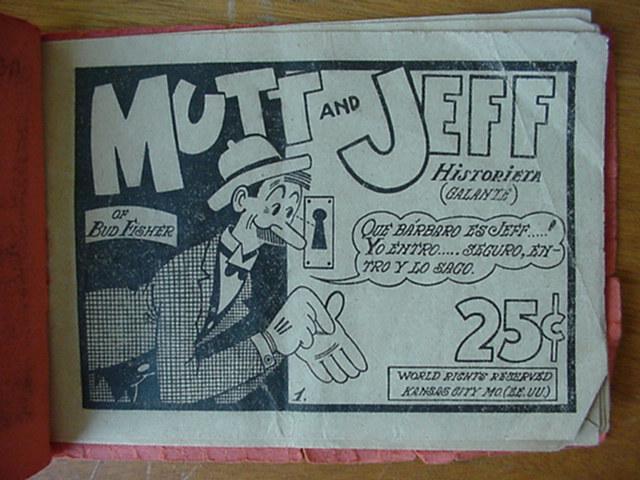 MUTT AND JEFF
HISTORIETA
(GALANTE)
OF
BUD FISHER
QUÉ BÁRBARO ES JEFF.....!
YO ENTRO..... SEGURO, EN-
TRO Y LO SACO.
25¢
WORLD RIGHTS RESERVED
KANSAS CITY MO. (EE.UU.)
1.